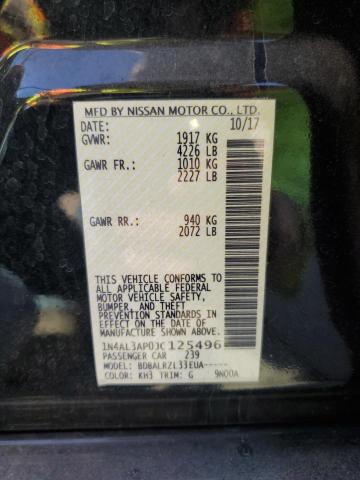 MFD BY NISSAN MOTOR CO., LTD.
DATE: 10/17
GVWR: 1917 KG
4226 LB
GAWR FR.: 1010 KG
2227 LB
GAWR RR.: 940 KG
2072 LB
THIS VEHICLE CONFORMS TO
ALL APPLICABLE FEDERAL
MOTOR VEHICLE SAFETY,
BUMPER, AND THEFT
PREVENTION STANDARDS IN
EFFECT ON THE DATE OF
MANUFACTURE SHOWN ABOVE.
1N4AL3AP0JC125496
PASSENGER CAR 239
MODEL: BDBALRZL33EUA-----
COLOR: KH3 TRIM: G 9N00A